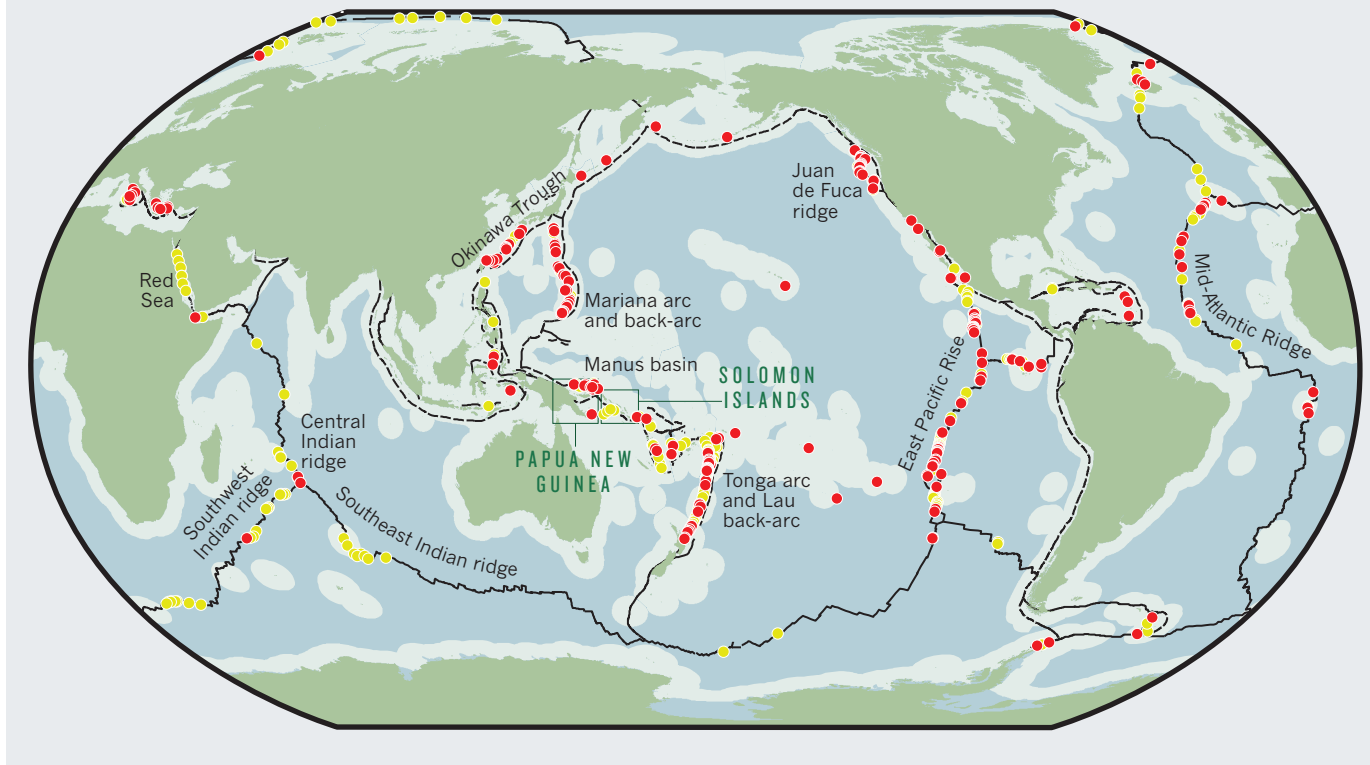 Juan
de Fuca
ridge
Okinawa Trough
Red
Sea
Mid-Atlantic Ridge
Mariana arc
and back-arc
Manus basin
SOLOMON
ISLANDS
East Pacific Rise
Central
Indian
ridge
PAPUA NEW
GUINEA
Southwest
Indian ridge
Southeast Indian ridge
Tonga arc
and Lau
back-arc